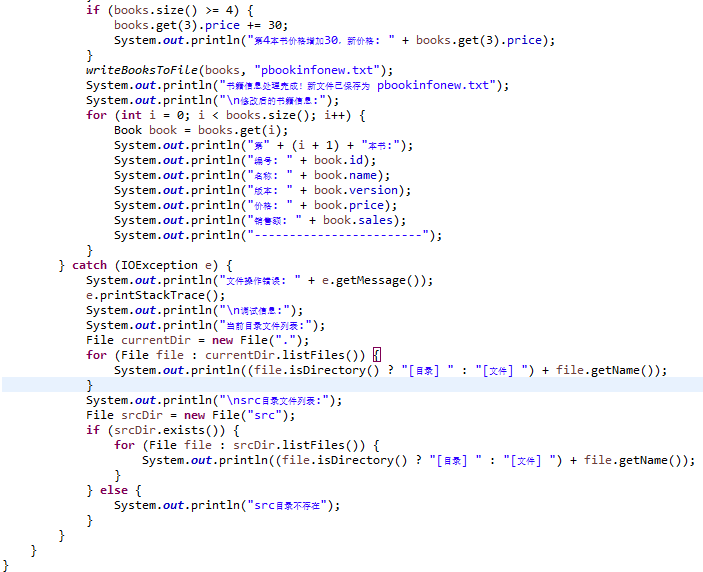 if (books.size() >= 4) {
books.get(3).price += 30;
System.out.println("第4本书价格增加30，新价格: " + books.get(3).price);
}
writeBooksToFile(books, "pbookinfonew.txt");
System.out.println("书籍信息处理完成！新文件已保存为 pbookinfonew.txt");
System.out.println("\n修改后的书籍信息:");
for (int i = 0; i < books.size(); i++) {
Book book = books.get(i);
System.out.println("第" + (i + 1) + "本书:");
System.out.println("编号: " + book.id);
System.out.println("名称: " + book.name);
System.out.println("版本: " + book.version);
System.out.println("价格: " + book.price);
System.out.println("销售额: " + book.sales);
System.out.println("------------------------");
}
} catch (IOException e) {
System.out.println("文件操作错误: " + e.getMessage());
e.printStackTrace();
System.out.println("\n调试信息:");
System.out.println("当前目录文件列表:");
File currentDir = new File(".");
for (File file : currentDir.listFiles()) {
System.out.println((file.isDirectory() ? "[目录] " : "[文件] ") + file.getName());
}
System.out.println("\nsrc目录文件列表:");
File srcDir = new File("src");
if (srcDir.exists()) {
for (File file : srcDir.listFiles()) {
System.out.println((file.isDirectory() ? "[目录] " : "[文件] ") + file.getName());
}
} else {
System.out.println("src目录不存在");
}
}
}
}